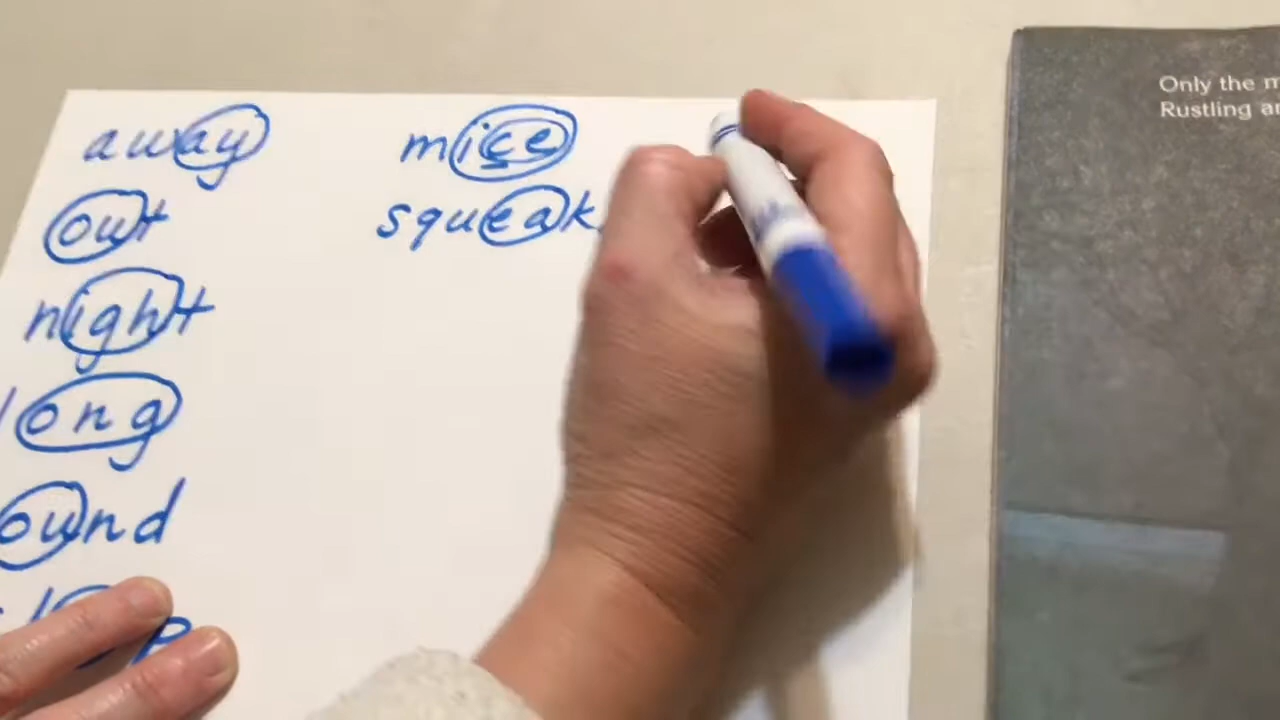 away
out
night
long
ound
mice
squeak
Only the m
Rustling a